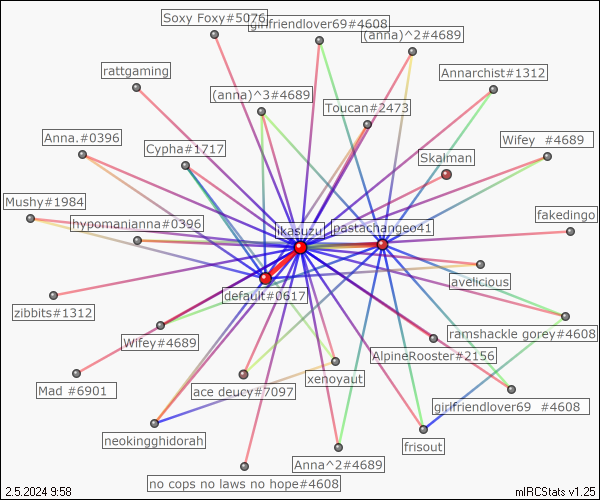 Soxy Foxy#5076
girlfriendlover69#4608
(anna)^2#4689
rattgaming
Annarchist#1312
(anna)^3#4689
Toucan#2473
Anna.#0396
Cypha#1717
Wifey  #4689
Skalman
Mushy#1984
hypomanianna#0396
ikasuzu
pastachangeo41
fakedingo
avelicious
default#0617
zibbits#1312
ramshackle gorey#4608
Wifey#4689
AlpineRooster#2156
xenoyaut
Mad #6901
ace deucy#7097
girlfriendlover69  #4608
neokingghidorah
frisout
Anna^2#4689
no cops no laws no hope#4608
2.5.2024 9:58
mIRCStats v1.25